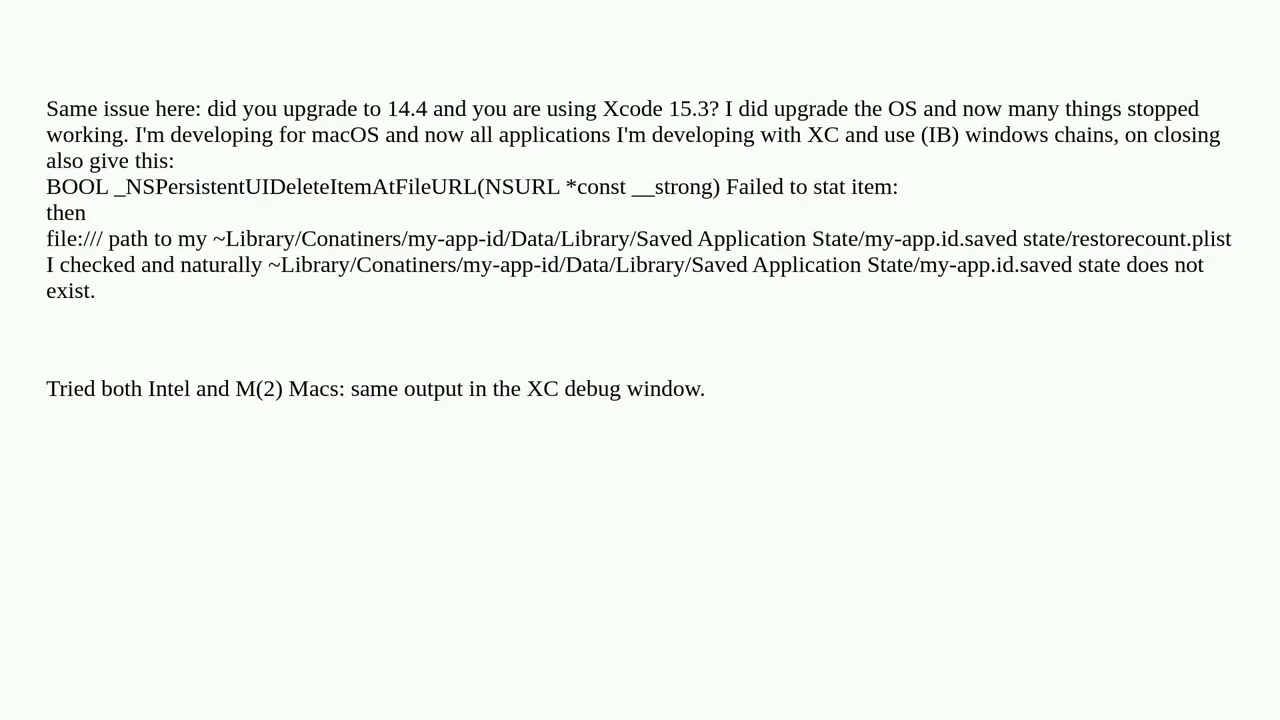 Same issue here: did you upgrade to 14.4 and you are using Xcode 15.3? I did upgrade the OS and now many things stopped
working. I'm developing for macOS and now all applications I'm developing with XC and use (IB) windows chains, on closing
also give this:
BOOL _NSPersistentUIDeleteItemAtFileURL(NSURL *const __strong) Failed to stat item:
then
file:/// path to my ~Library/Conatiners/my-app-id/Data/Library/Saved Application State/my-app.id.saved state/restorecount.plist
I checked and naturally ~Library/Conatiners/my-app-id/Data/Library/Saved Application State/my-app.id.saved state does not
exist.
Tried both Intel and M(2) Macs: same output in the XC debug window.